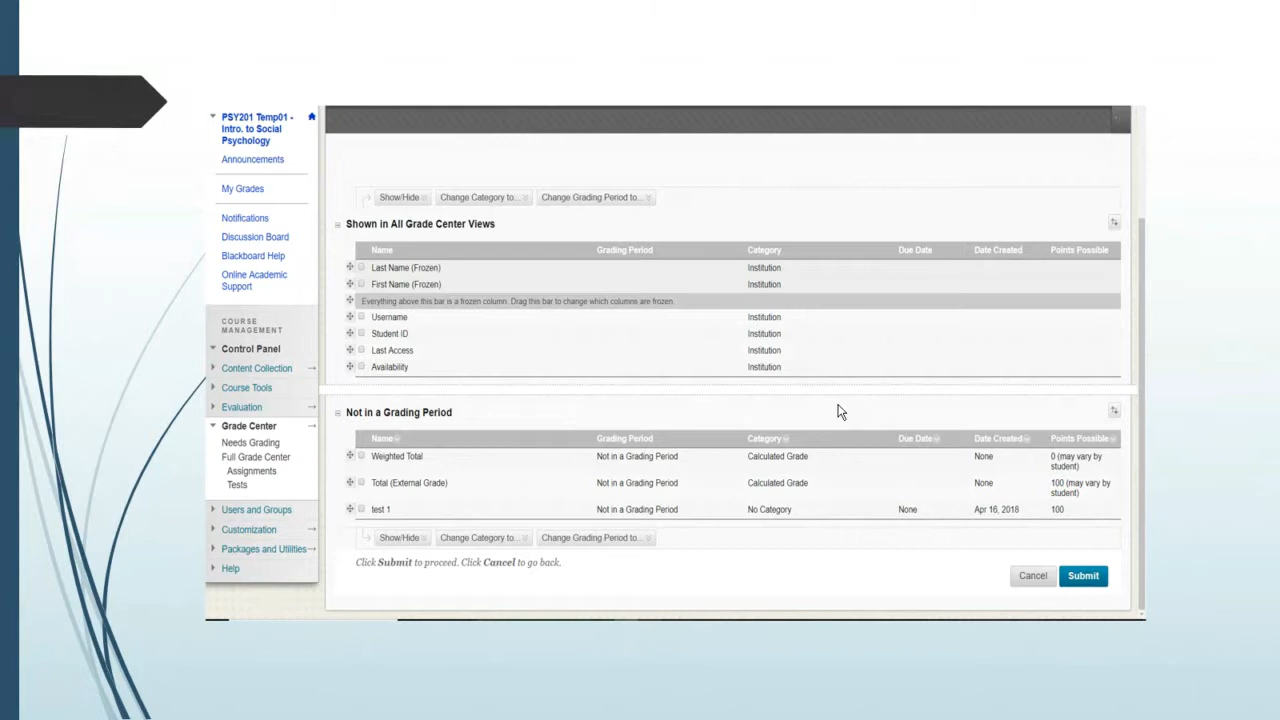 PSY201 Temp01 -
Intro. to Social
Psychology
Announcements
My Grades
Notifications
Discussion Board
Blackboard Help
Online Academic
Support
COURSE
MANAGEMENT
Control Panel
Content Collection
Course Tools
Evaluation
Grade Center
Needs Grading
Full Grade Center
Assignments
Tests
Users and Groups
Customization
Packages and Utilities
Help
Show/Hide Change Category to... Change Grading Period to...
Shown in All Grade Center Views
Name Grading Period Category Due Date Date Created Points Possible
Last Name (Frozen) Institution
First Name (Frozen) Institution
Everything above this bar is a frozen column. Drag this bar to change which columns are frozen.
Username Institution
Student ID Institution
Last Access Institution
Availability Institution
Not in a Grading Period
Name Grading Period Category Due Date Date Created Points Possible
Weighted Total Not in a Grading Period Calculated Grade None 0 (may vary by
student)
Total (External Grade) Not in a Grading Period Calculated Grade None 100 (may vary by
student)
test 1 Not in a Grading Period No Category None Apr 16, 2018 100
Show/Hide Change Category to... Change Grading Period to...
Click Submit to proceed. Click Cancel to go back.
Cancel Submit